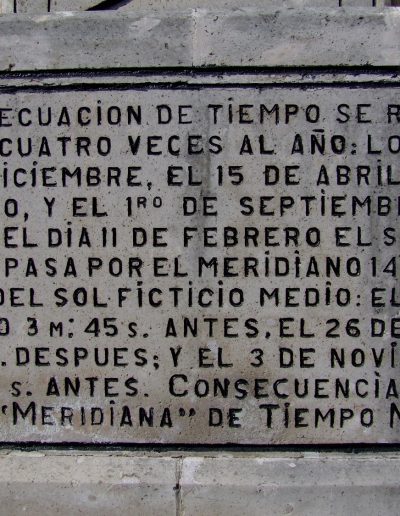 ECUACION DE TIEMPO SE R
CUATRO VECES AL AÑO: LO
ICIEMBRE, EL 15 DE ABRIL
O, Y EL 1RO DE SEPTIEMB
EL DIA 11 DE FEBRERO EL S
PASA POR EL MERIDIANO 14
DEL SOL FICTICIO MEDIO: EL
O 3 M: 45 S. ANTES, EL 26 DE
. DESPUES; Y EL 3 DE NOVI
S. ANTES. CONSECUENCIA
"MERIDIANA" DE TIEMPO